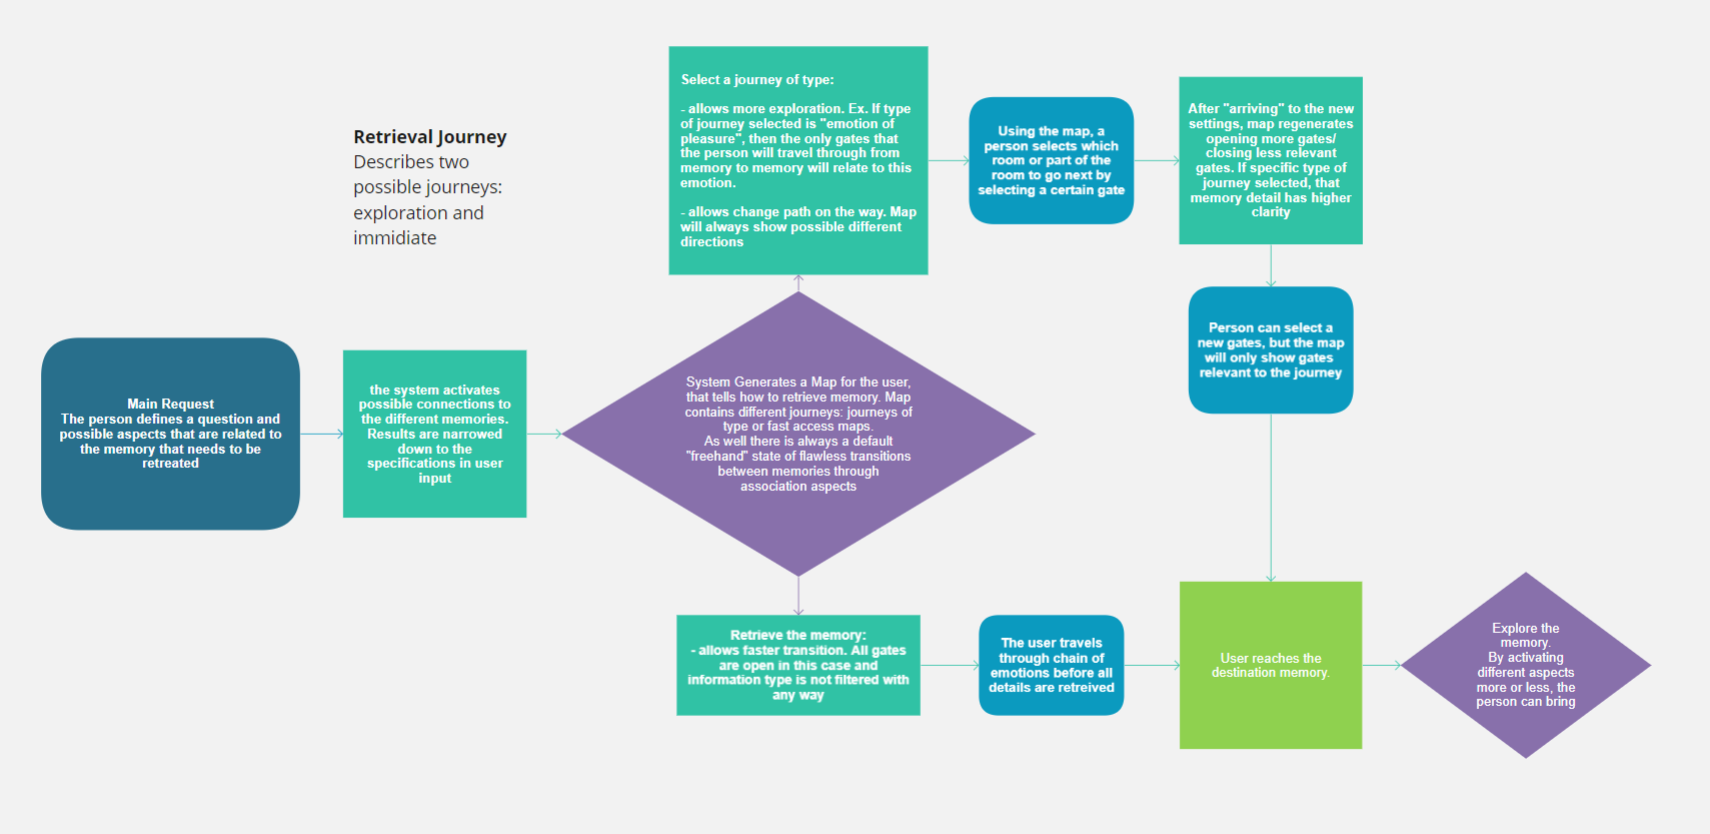 Retrieval Journey
Describes two
possible journeys:
exploration and
immidiate
Main Request
The person defines a question and
possible aspects that are related to
the memory that needs to be
retreated
the system activates
possible connections to
the different memories.
Results are narrowed
down to the
specifications in user
input
System Generates a Map for the user,
that tells how to retrieve memory. Map
contains different journeys: journeys of
type or fast access maps.
As well there is always a default
"freehand" state of flawless transitions
between memories through
association aspects
Select a journey of type:
- allows more exploration. Ex. If type
of journey selected is "emotion of
pleasure", then the only gates that
the person will travel through from
memory to memory will relate to this
emotion.
- allows change path on the way. Map
will always show possible different
directions
Using the map, a
person selects which
room or part of the
room to go next by
selecting a certain gate
After "arriving" to the new
settings, map regenerates
opening more gates/
closing less relevant
gates. If specific type of
journey selected, that
memory detail has higher
clarity
Person can select a
new gates, but the map
will only show gates
relevant to the journey
Retrieve the memory:
- allows faster transition. All gates
are open in this case and
information type is not filtered with
any way
The user travels
through chain of
emotions before all
details are retreived
User reaches the
destination memory.
Explore the
memory.
By activating
different aspects
more or less, the
person can bring